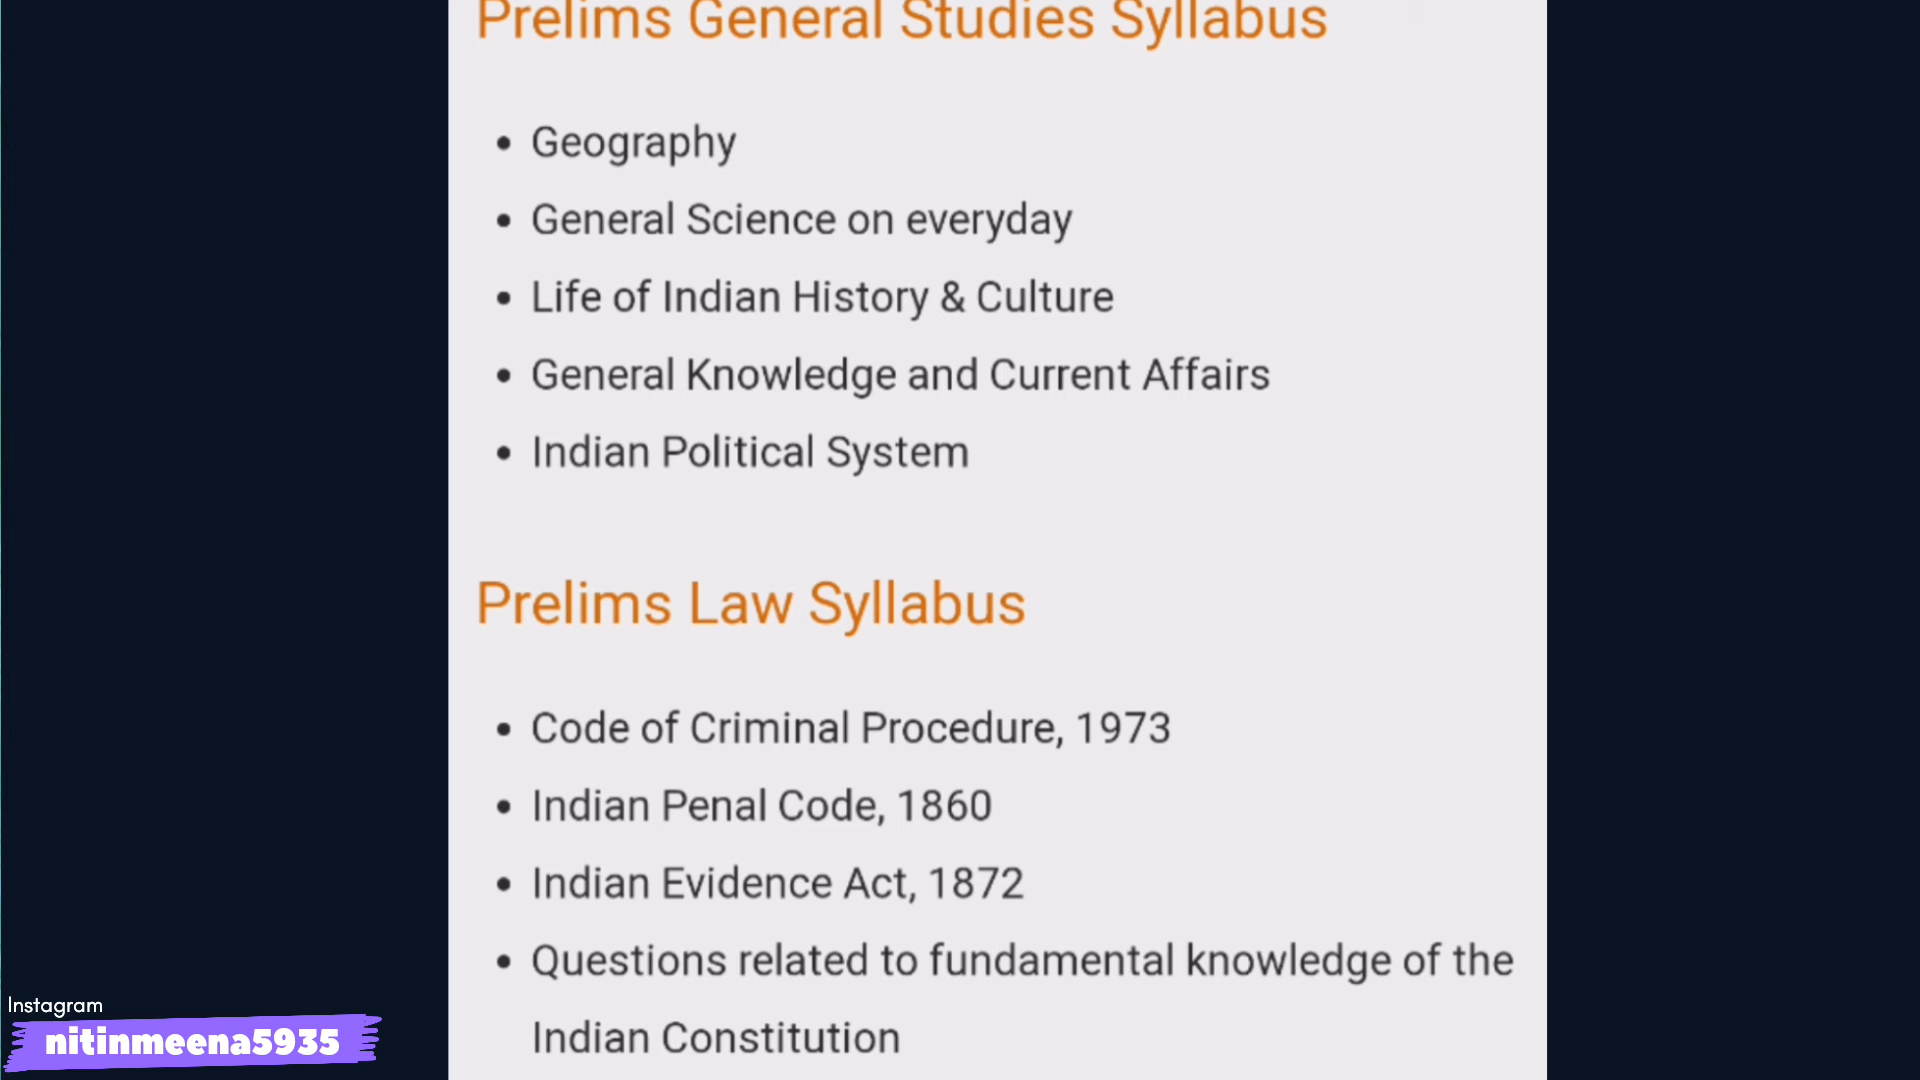 Prelims General Studies Syllabus
• Geography
• General Science on everyday
• Life of Indian History & Culture
• General Knowledge and Current Affairs
• Indian Political System
Prelims Law Syllabus
• Code of Criminal Procedure, 1973
• Indian Penal Code, 1860
• Indian Evidence Act, 1872
• Questions related to fundamental knowledge of the
Indian Constitution
Instagram
nitinmeena5935